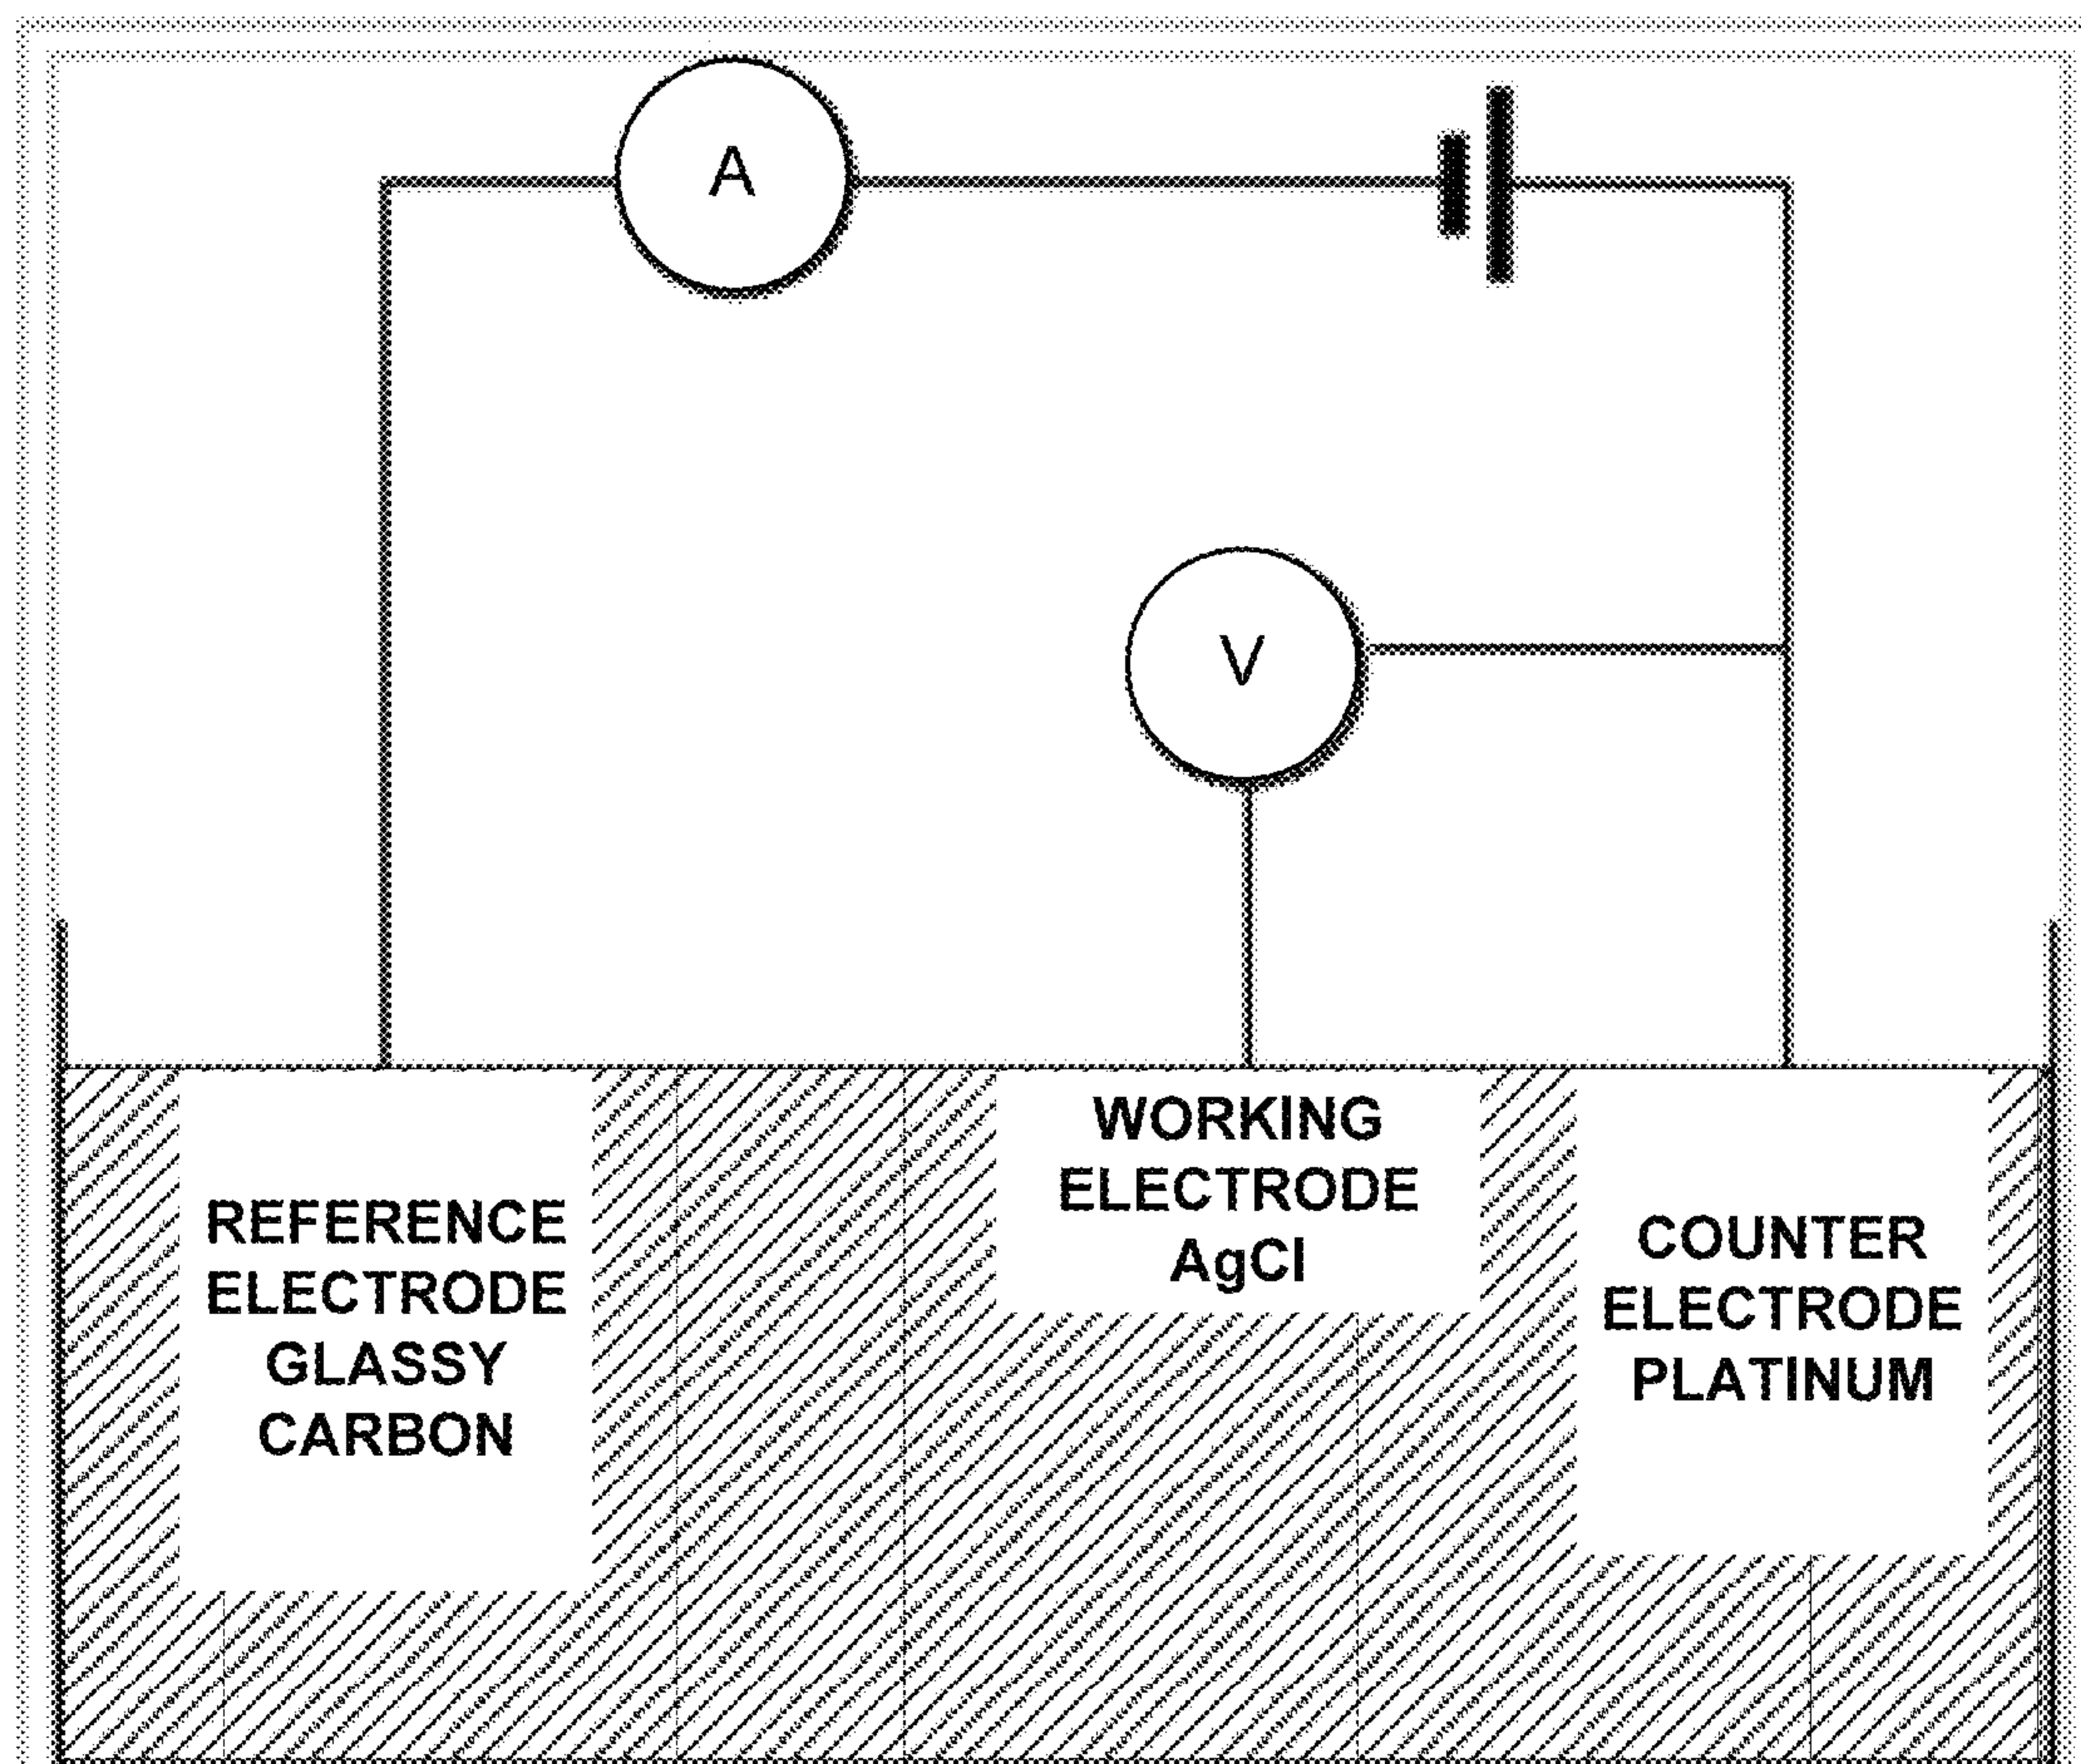 A
V
REFERENCE
ELECTRODE
GLASSY
CARBON
WORKING
ELECTRODE
AgCl
COUNTER
ELECTRODE
PLATINUM